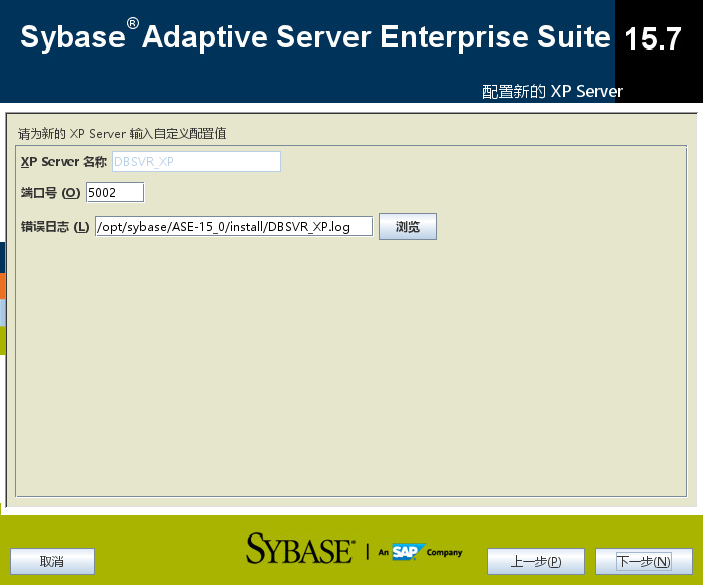 Sybase® Adaptive Server Enterprise Suite 15.7
配置新的 XP Server
请为新的 XP Server 输入自定义配置值
XP Server 名称 DBSVR_XP
端口号 (O) 5002
错误日志 (L) /opt/sybase/ASE-15_0/install/DBSVR_XP.log 浏览
SYBASE™ | An SAP Company
取消 上一步(P) 下一步(N)